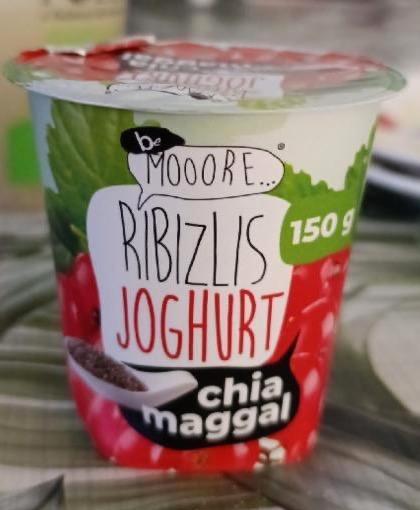 be
MOOORE...®
RIBIZLIS
JOGHURT
150 g
chia
maggal